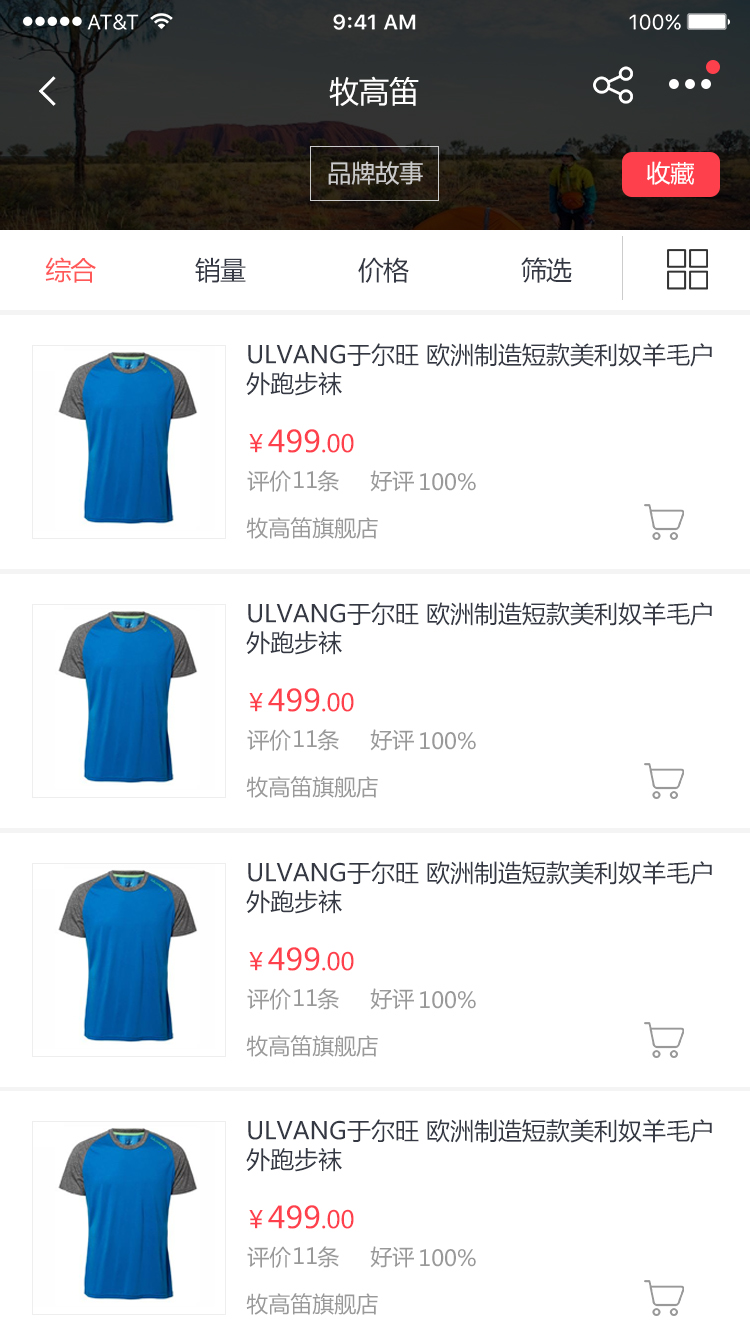 AT&T 9:41 AM 100%
牧高笛
品牌故事
收藏
综合 销量 价格 筛选
ULVANG于尔旺 欧洲制造短款美利奴羊毛户
外跑步袜
￥499.00
评价11条 好评100%
牧高笛旗舰店
ULVANG于尔旺 欧洲制造短款美利奴羊毛户
外跑步袜
￥499.00
评价11条 好评100%
牧高笛旗舰店
ULVANG于尔旺 欧洲制造短款美利奴羊毛户
外跑步袜
￥499.00
评价11条 好评100%
牧高笛旗舰店
ULVANG于尔旺 欧洲制造短款美利奴羊毛户
外跑步袜
￥499.00
评价11条 好评100%
牧高笛旗舰店